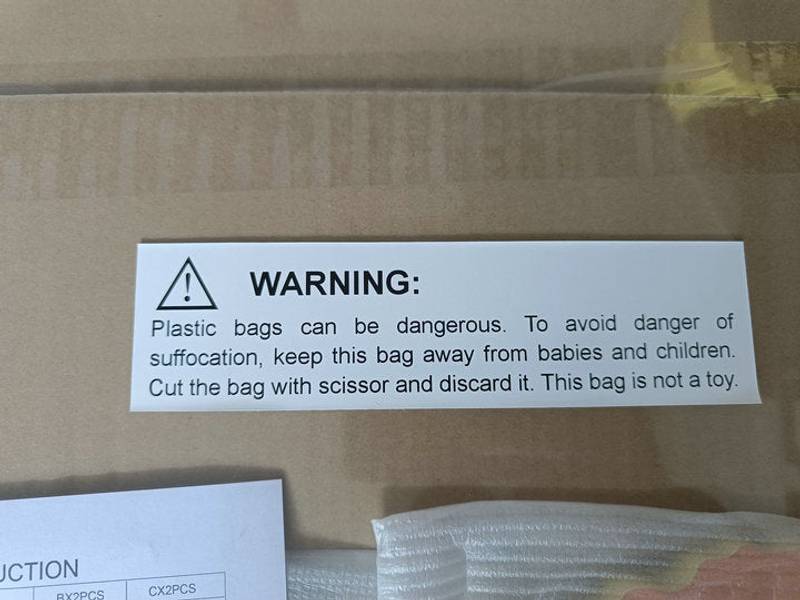 WARNING:
Plastic bags can be dangerous. To avoid danger of
suffocation, keep this bag away from babies and children.
Cut the bag with scissor and discard it. This bag is not a toy.
UCTION
BX2PCS CX2PCS